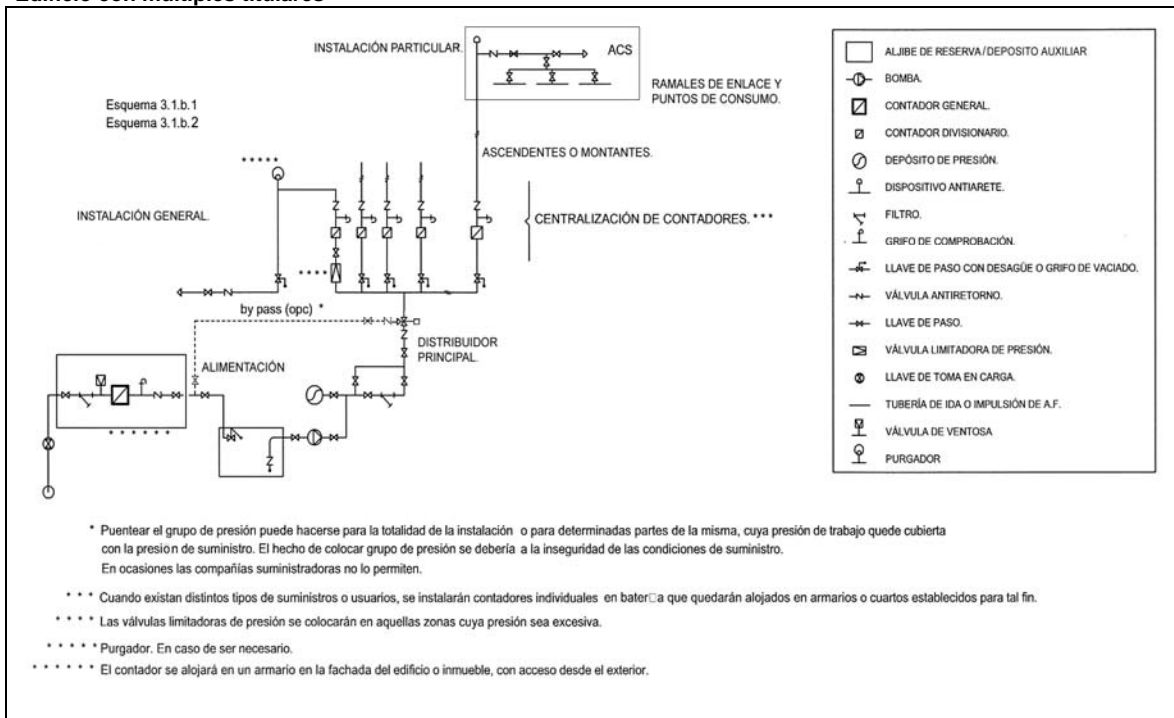 Edificio con múltiples titulares
INSTALACIÓN PARTICULAR.
ACS
RAMALES DE ENLACE Y
PUNTOS DE CONSUMO.
Esquema 3.1.b.1
Esquema 3.1.b.2
ASCENDENTES O MONTANTES.
* * * * *
INSTALACIÓN GENERAL.
CENTRALIZACIÓN DE CONTADORES. * * *
* * * *
by pass (opc) *
DISTRIBUIDOR
PRINCIPAL.
ALIMENTACIÓN
* * * * * *
ALJIBE DE RESERVA/DEPOSITO AUXILIAR
BOMBA.
CONTADOR GENERAL.
CONTADOR DIVISIONARIO.
DEPÓSITO DE PRESIÓN.
DISPOSITIVO ANTIARETE.
FILTRO.
GRIFO DE COMPROBACIÓN.
LLAVE DE PASO CON DESAGÜE O GRIFO DE VACIADO.
VÁLVULA ANTIRETORNO.
LLAVE DE PASO.
VÁLVULA LIMITADORA DE PRESIÓN.
LLAVE DE TOMA EN CARGA.
TUBERÍA DE IDA O IMPULSIÓN DE A.F.
VÁLVULA DE VENTOSA
PURGADOR
* Puentear el grupo de presión puede hacerse para la totalidad de la instalación o para determinadas partes de la misma, cuya presión de trabajo quede cubierta
con la presion de suministro. El hecho de colocar grupo de presión se debería a la inseguridad de las condiciones de suministro.
En ocasiones las compañías suministradoras no lo permiten.
* * * Cuando existan distintos tipos de suministros o usuarios, se instalarán contadores individuales en bater□a que quedarán alojados en armarios o cuartos establecidos para tal fin.
* * * * Las válvulas limitadoras de presión se colocarán en aquellas zonas cuya presión sea excesiva.
* * * * * Purgador. En caso de ser necesario.
* * * * * * El contador se alojará en un armario en la fachada del edificio o inmueble, con acceso desde el exterior.